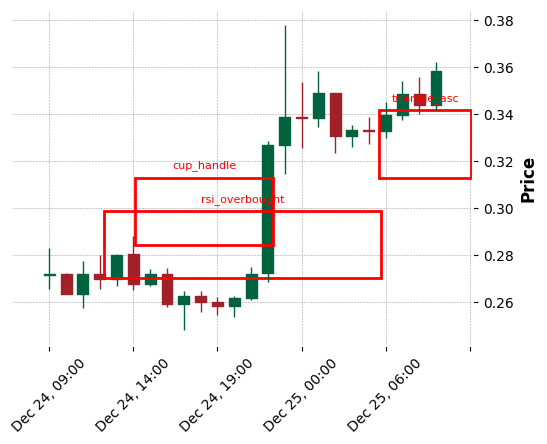 0.38
0.36
triangle_asc
0.34
0.32
cup_handle
Price
0.30
rsi_overbought
0.28
0.26
Dec 24, 09:00
Dec 24, 14:00
Dec 24, 19:00
Dec 25, 00:00
Dec 25, 06:00